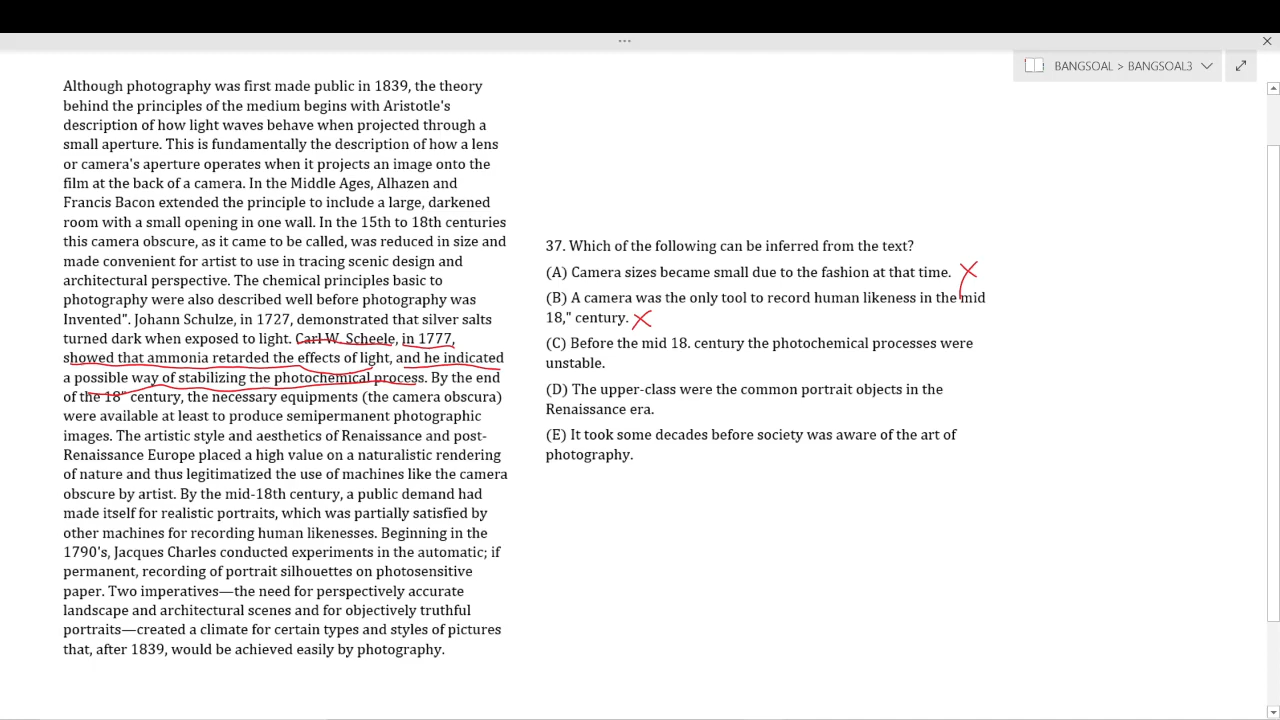 BANGSOAL > BANGSOAL3
Although photography was first made public in 1839, the theory
behind the principles of the medium begins with Aristotle's
description of how light waves behave when projected through a
small aperture. This is fundamentally the description of how a lens
or camera's aperture operates when it projects an image onto the
film at the back of a camera. In the Middle Ages, Alhazen and
Francis Bacon extended the principle to include a large, darkened
room with a small opening in one wall. In the 15th to 18th centuries
this camera obscure, as it came to be called, was reduced in size and
made convenient for artist to use in tracing scenic design and
architectural perspective. The chemical principles basic to
photography were also described well before photography was
Invented". Johann Schulze, in 1727, demonstrated that silver salts
turned dark when exposed to light. Carl W. Scheele, in 1777,
showed that ammonia retarded the effects of light, and he indicated
a possible way of stabilizing the photochemical process. By the end
of the 18" century, the necessary equipments (the camera obscura)
were available at least to produce semipermanent photographic
images. The artistic style and aesthetics of Renaissance and post-
Renaissance Europe placed a high value on a naturalistic rendering
of nature and thus legitimatized the use of machines like the camera
obscure by artist. By the mid-18th century, a public demand had
made itself for realistic portraits, which was partially satisfied by
other machines for recording human likenesses. Beginning in the
1790's, Jacques Charles conducted experiments in the automatic; if
permanent, recording of portrait silhouettes on photosensitive
paper. Two imperatives—the need for perspectively accurate
landscape and architectural scenes and for objectively truthful
portraits—created a climate for certain types and styles of pictures
that, after 1839, would be achieved easily by photography.
37. Which of the following can be inferred from the text?
(A) Camera sizes became small due to the fashion at that time.
(B) A camera was the only tool to record human likeness in the mid
18," century.
(C) Before the mid 18. century the photochemical processes were
unstable.
(D) The upper-class were the common portrait objects in the
Renaissance era.
(E) It took some decades before society was aware of the art of
photography.